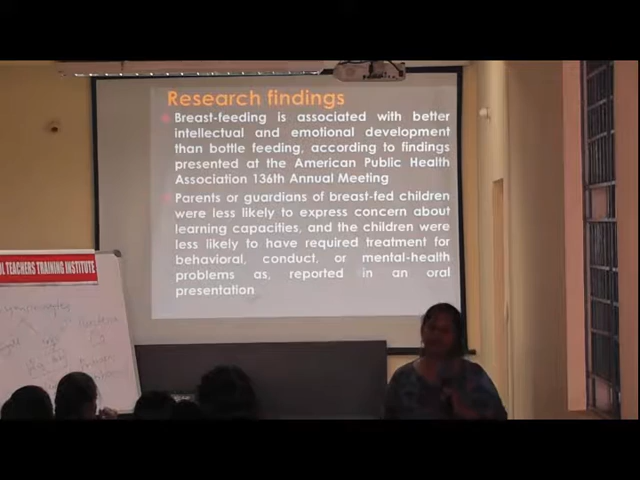 Research findings
Breast-feeding is associated with better
intellectual and emotional development
than bottle feeding, according to findings
presented at the American Public Health
Association 136th Annual Meeting
Parents or guardians of breast-fed children
were less likely to express concern about
learning capacities, and the children were
less likely to have required treatment for
behavioral, conduct, or mental-health
problems as, reported in an oral
presentation
TEACHERS TRAINING INSTITUTE